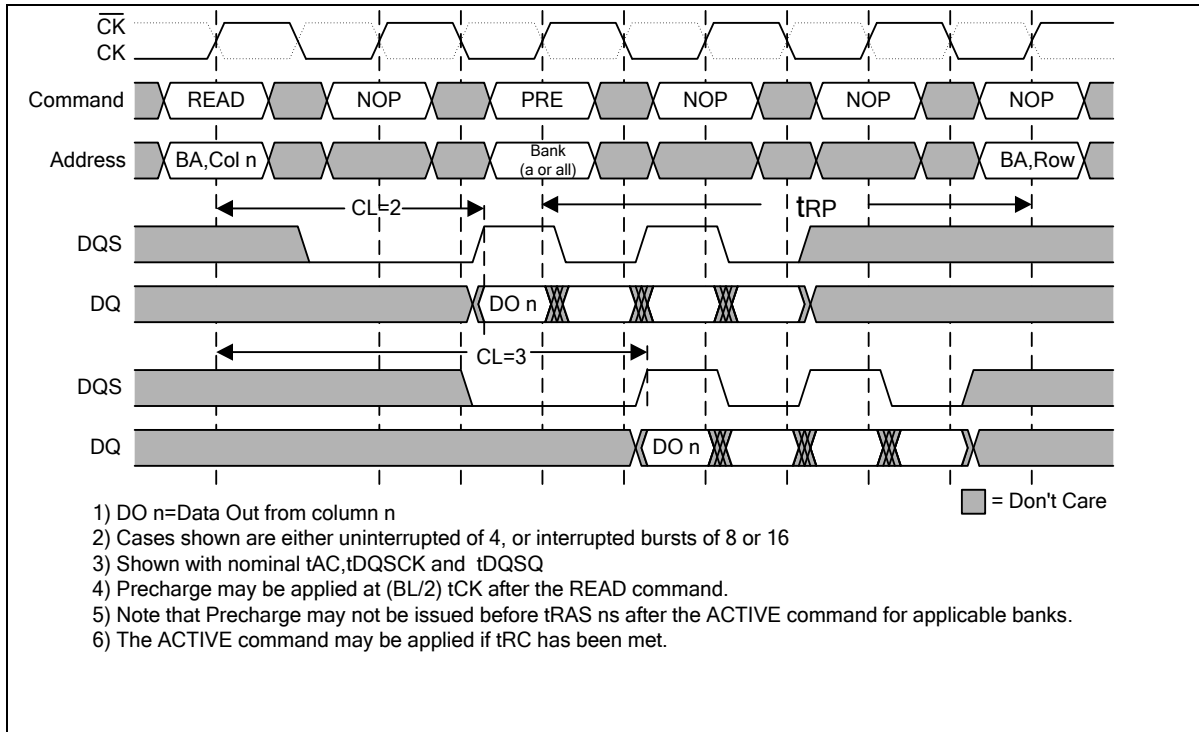 CK
CK
Command READ NOP PRE NOP NOP NOP
Address BA,Col n Bank (a or all) BA,Row
CL=2 tRP
DQS
DQ DO n
CL=3
DQS
DQ DO n
= Don't Care
1) DO n=Data Out from column n
2) Cases shown are either uninterrupted of 4, or interrupted bursts of 8 or 16
3) Shown with nominal tAC,tDQSCK and tDQSQ
4) Precharge may be applied at (BL/2) tCK after the READ command.
5) Note that Precharge may not be issued before tRAS ns after the ACTIVE command for applicable banks.
6) The ACTIVE command may be applied if tRC has been met.